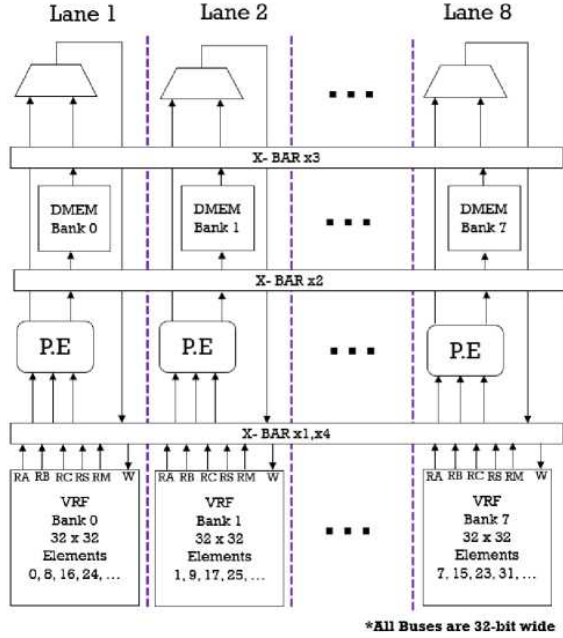 Lane 1 Lane 2 Lane 8
X- BAR x3
DMEM DMEM DMEM
Bank 0 Bank 1 Bank 7
X- BAR x2
P.E P.E P.E
X- BAR x1,x4
RA RB RC RS RM W RA RB RC RS RM W RA RB RC RS RM W
VRF VRF VRF
Bank 0 Bank 1 Bank 7
32 x 32 32 x 32 32 x 32
Elements Elements Elements
0, 8, 16, 24, ... 1, 9, 17, 25, ... 7, 15, 23, 31, ...
*All Buses are 32-bit wide